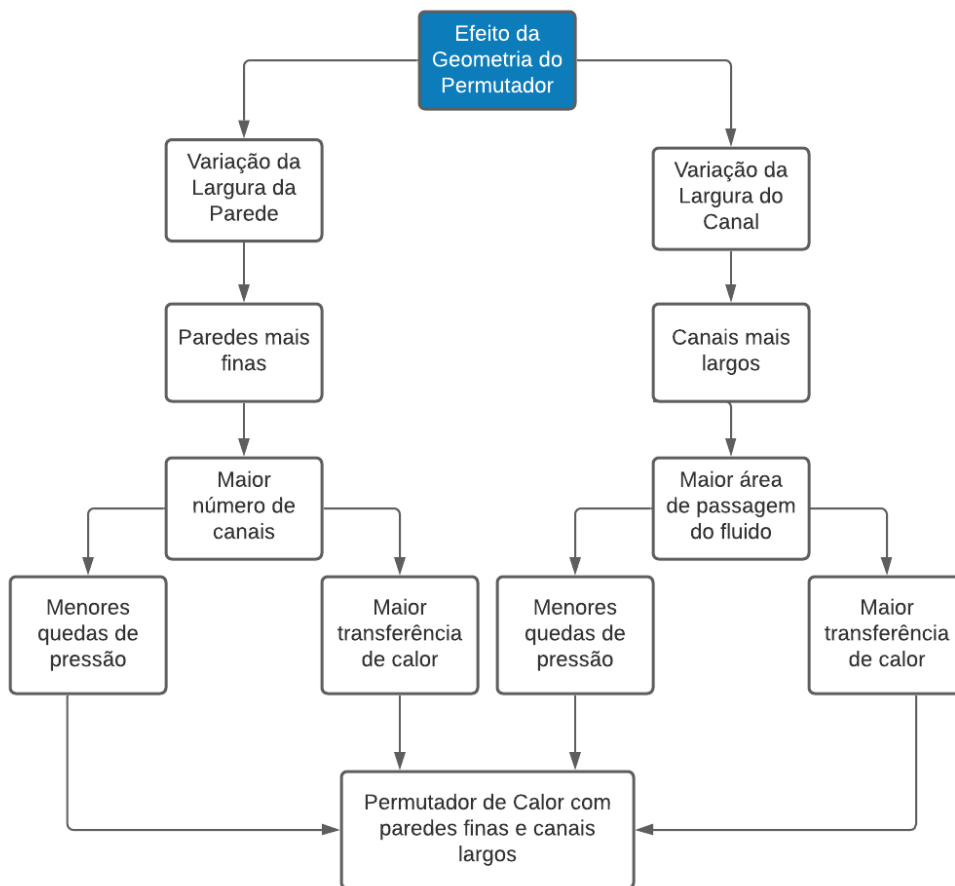 Efeito da
Geometria do
Permutador
Variação da
Largura da
Parede
Variação da
Largura do
Canal
Paredes mais
finas
Canais mais
largos
Maior
número de
canais
Maior área
de passagem
do fluido
Menores
quedas de
pressão
Maior
transferência
de calor
Menores
quedas de
pressão
Maior
transferência
de calor
Permutador de Calor com
paredes finas e canais
largos